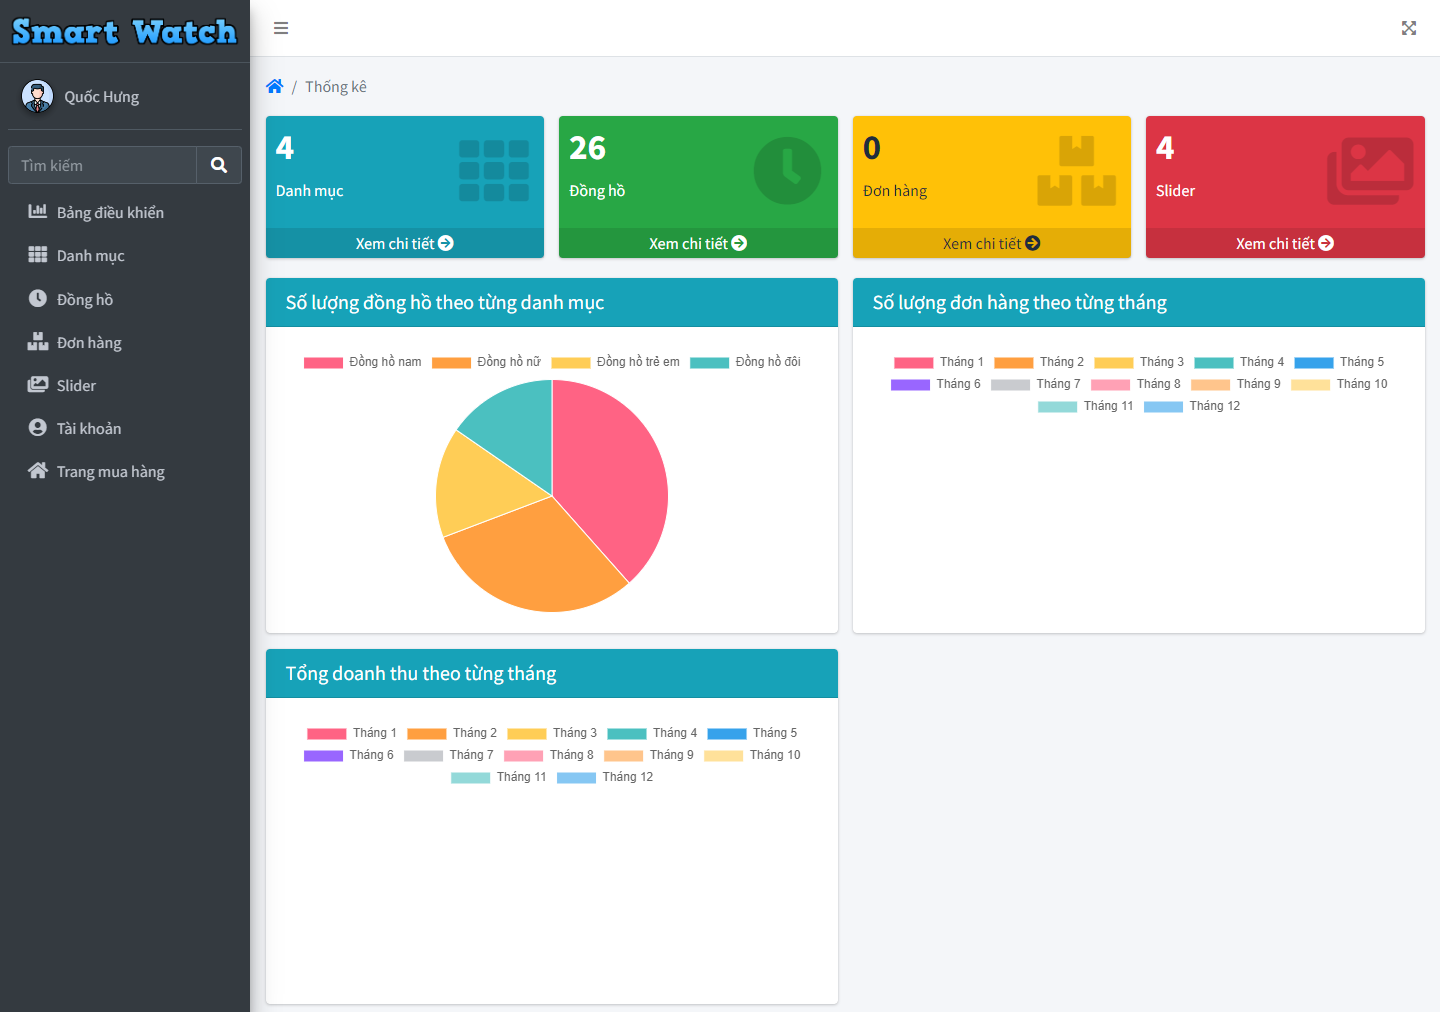 Smart Watch
Quốc Hưng
Tìm kiếm
Bảng điều khiển
Danh mục
Đồng hồ
Đơn hàng
Slider
Tài khoản
Trang mua hàng
/ Thống kê
4
Danh mục
Xem chi tiết
26
Đồng hồ
Xem chi tiết
0
Đơn hàng
Xem chi tiết
4
Slider
Xem chi tiết
Số lượng đồng hồ theo từng danh mục
Đồng hồ nam Đồng hồ nữ Đồng hồ trẻ em Đồng hồ đôi
Số lượng đơn hàng theo từng tháng
Tháng 1 Tháng 2 Tháng 3 Tháng 4 Tháng 5
Tháng 6 Tháng 7 Tháng 8 Tháng 9 Tháng 10
Tháng 11 Tháng 12
Tổng doanh thu theo từng tháng
Tháng 1 Tháng 2 Tháng 3 Tháng 4 Tháng 5
Tháng 6 Tháng 7 Tháng 8 Tháng 9 Tháng 10
Tháng 11 Tháng 12